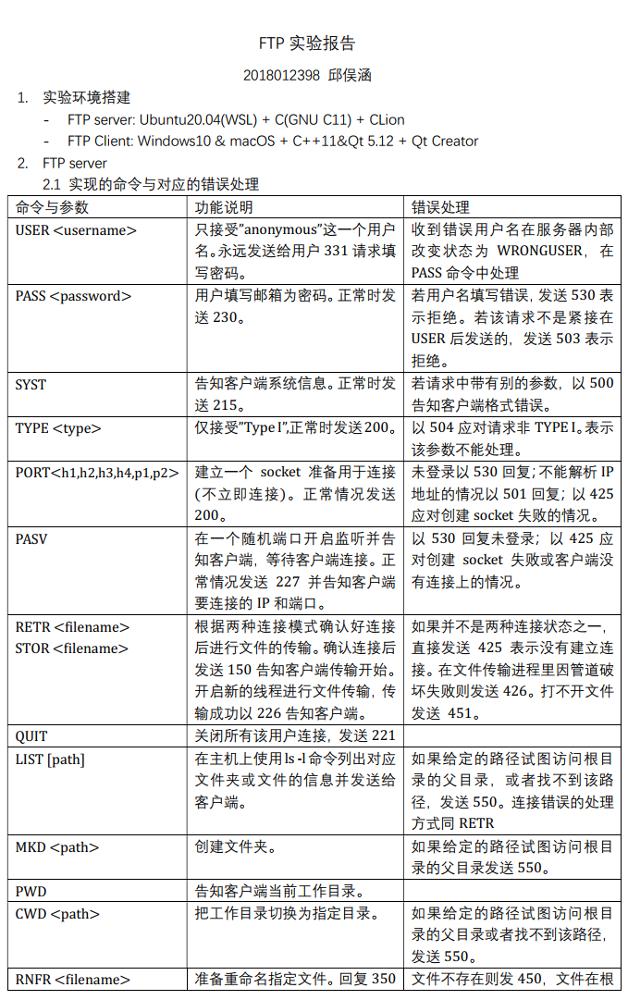 FTP 实验报告
2018012398 邱俣涵
1. 实验环境搭建
- FTP server: Ubuntu20.04(WSL) + C(GNU C11) + CLion
- FTP Client: Windows10 & macOS + C++11&Qt 5.12 + Qt Creator
2. FTP server
2.1 实现的命令与对应的错误处理
命令与参数 功能说明 错误处理
USER <username>
只接受"anonymous"这一个用户
名。永远发送给用户 331 请求填
写密码。
收到错误用户名在服务器内部
改变状态为 WRONGUSER，在
PASS 命令中处理
PASS <password>
用户填写邮箱为密码。正常时发
送 230。
若用户名填写错误，发送 530 表
示拒绝。若该请求不是紧接在
USER 后发送的，发送 503 表示
拒绝。
SYST
告知客户端系统信息。正常时发
送 215。
若请求中带有别的参数，以 500
告知客户端格式错误。
TYPE <type>
仅接受"Type I",正常时发送 200。
以 504 应对请求非 TYPE I。表示
该参数不能处理。
PORT<h1,h2,h3,h4,p1,p2>
建立一个 socket 准备用于连接
(不立即连接)。正常情况发送
200。
未登录以 530 回复;不能解析 IP
地址的情况以 501 回复；以 425
应对创建 socket 失败的情况。
PASV
在一个随机端口开启监听并告
知客户端，等待客户端连接。正
常情况发送 227 并告知客户端
要连接的 IP 和端口。
以 530 回复未登录；以 425 应
对创建 socket 失败或客户端没
有连接上的情况。
RETR <filename>
STOR <filename>
根据两种连接模式确认好连接
后进行文件的传输。确认连接后
发送 150 告知客户端传输开始。
开启新的线程进行文件传输，传
输成功以 226 告知客户端。
如果并不是两种连接状态之一，
直接发送 425 表示没有建立连
接。在文件传输进程里因管道破
坏失败则发送 426。打不开文件
发送 451。
QUIT
关闭所有该用户连接，发送 221
LIST [path]
在主机上使用 ls -l 命令列出对应
文件夹或文件的信息并发送给
客户端。
如果给定的路径试图访问根目
录的父目录，或者找不到该路
径，发送 550。连接错误的处理
方式同 RETR
MKD <path>
创建文件夹。
如果给定的路径试图访问根目
录的父目录发送 550。
PWD
告知客户端当前工作目录。
CWD <path>
把工作目录切换为指定目录。
如果给定的路径试图访问根目
录的父目录或者找不到该路径，
发送 550。
RNFR <filename>
准备重命名指定文件。回复 350
文件不存在则发 450，文件在根